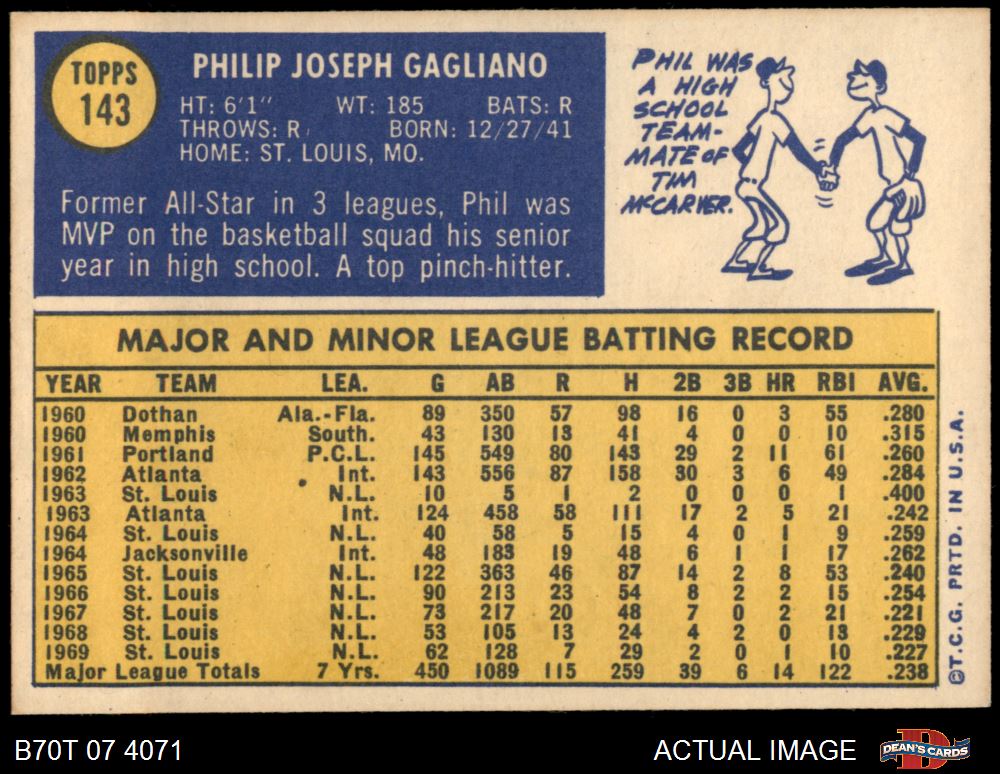 TOPPS
143
PHILIP JOSEPH GAGLIANO
HT: 6'1" WT: 185 BATS: R
THROWS: R BORN: 12/27/41
HOME: ST. LOUIS, MO.
Former All-Star in 3 leagues, Phil was
MVP on the basketball squad his senior
year in high school. A top pinch-hitter.
PHIL WAS
A HIGH
SCHOOL
TEAM-
MATE OF
TIM
McCARVER.
MAJOR AND MINOR LEAGUE BATTING RECORD
YEAR TEAM LEA. G AB R H 2B 3B HR RBI AVG.
1960 Dothan Ala.-Fla. 89 350 57 98 16 0 3 55 .280
1960 Memphis South. 43 130 13 41 4 0 0 10 .315
1961 Portland P.C.L. 145 549 80 143 29 2 11 61 .260
1962 Atlanta Int. 143 556 87 158 30 3 6 49 .284
1963 St. Louis N.L. 10 5 1 2 0 0 0 1 .400
1963 Atlanta Int. 124 458 58 111 17 2 5 21 .242
1964 St. Louis N.L. 40 58 5 15 4 0 1 9 .259
1964 Jacksonville Int. 48 183 19 48 6 1 1 17 .262
1965 St. Louis N.L. 122 363 46 87 14 2 8 53 .240
1966 St. Louis N.L. 90 213 23 54 8 2 2 15 .254
1967 St. Louis N.L. 73 217 20 48 7 0 2 21 .221
1968 St. Louis N.L. 53 105 13 24 4 2 0 13 .229
1969 St. Louis N.L. 62 128 7 29 2 0 1 10 .227
Major League Totals 7 Yrs. 450 1089 115 259 39 6 14 122 .238
©T.C.G. PRTD. IN U.S.A.
B70T 07 4071
ACTUAL IMAGE
DEAN'S CARDS